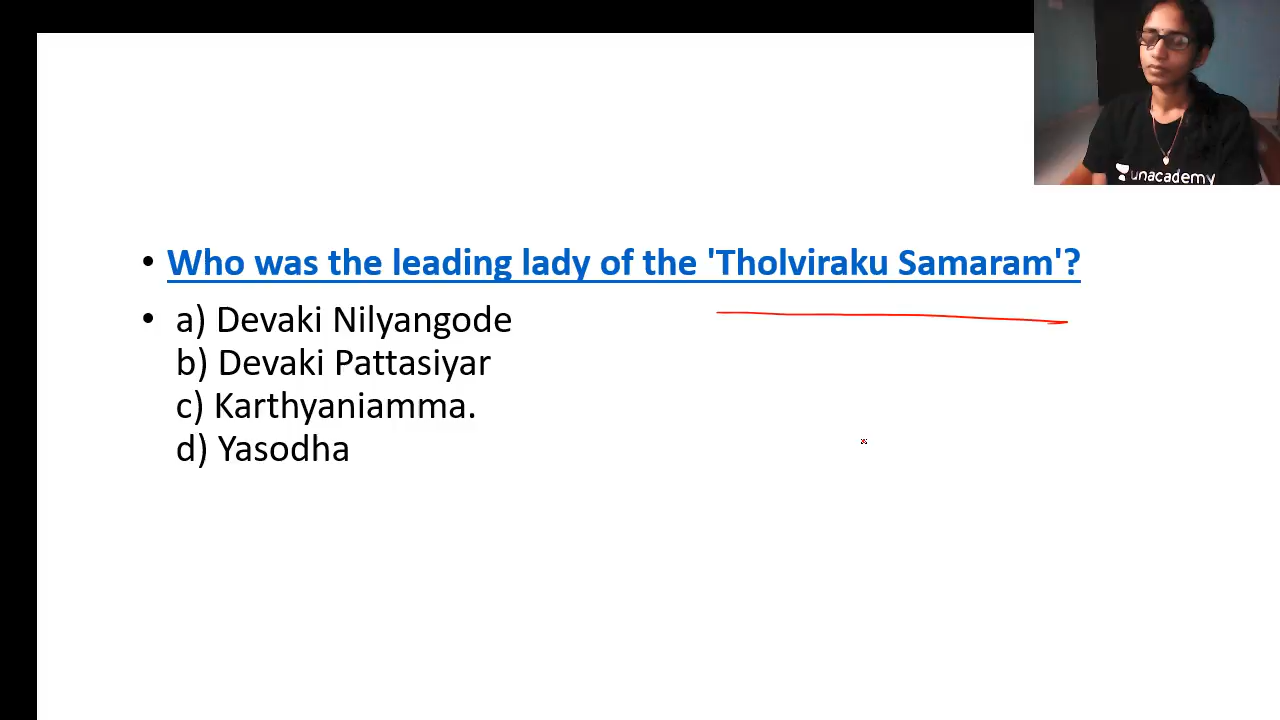 unacademy
• Who was the leading lady of the 'Tholviraku Samaram'?
• a) Devaki Nilyangode
b) Devaki Pattasiyar
c) Karthyaniamma.
d) Yasodha